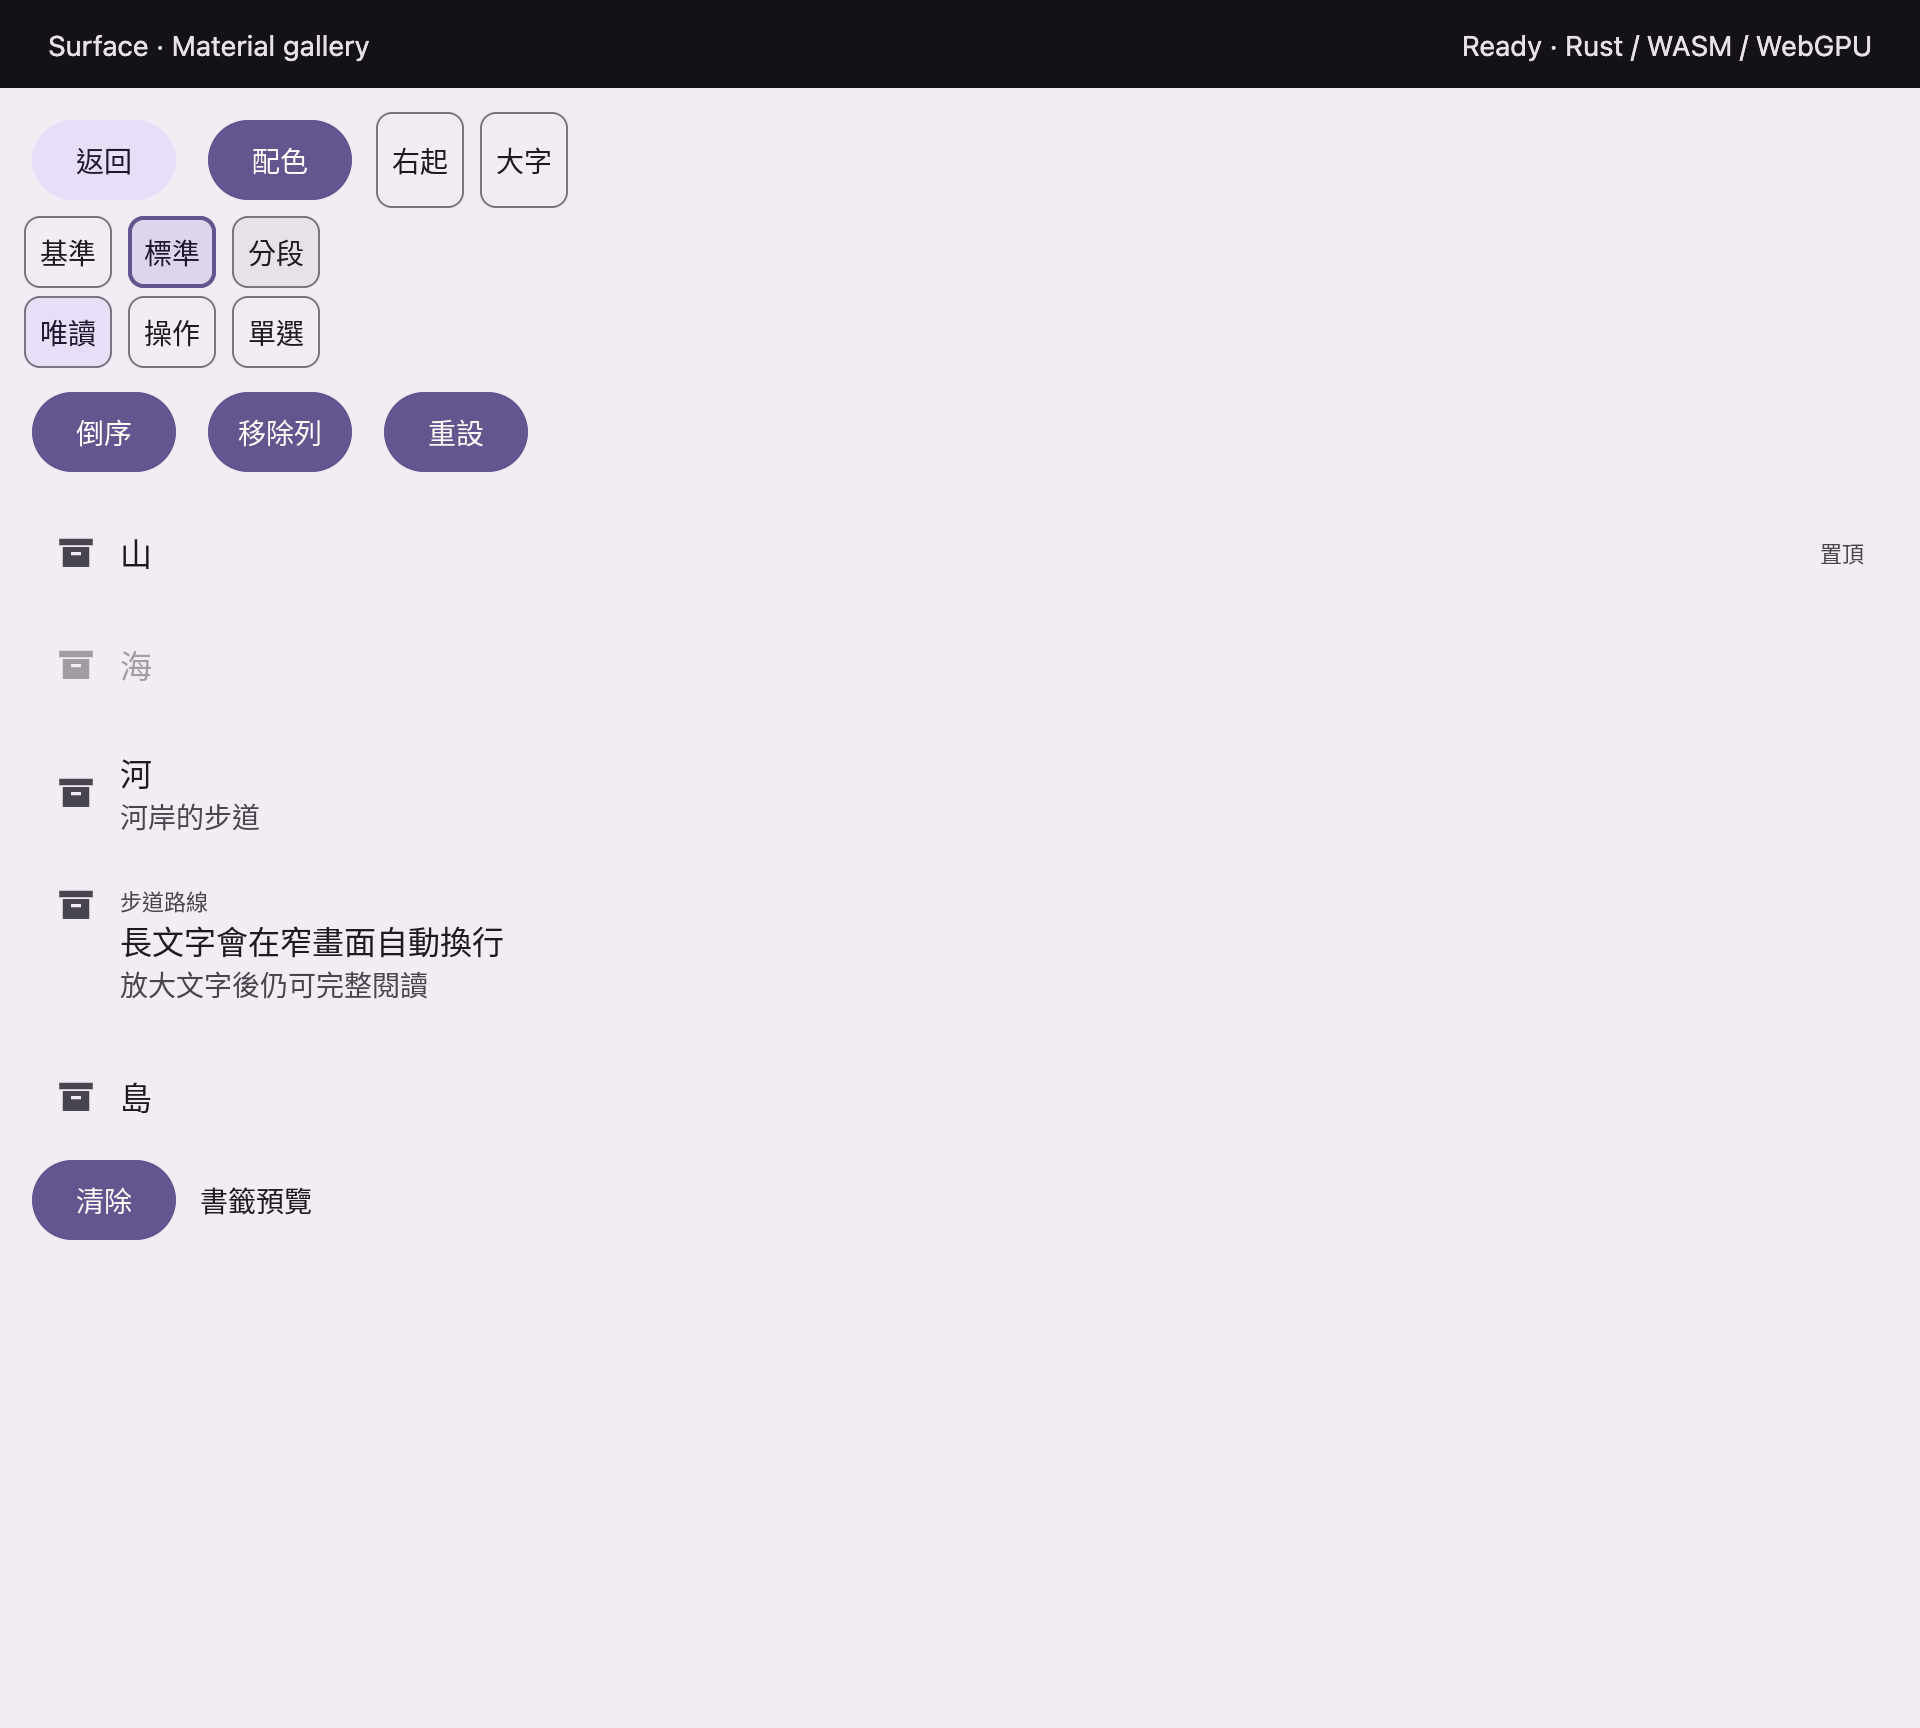 Surface · Material gallery
Ready · Rust / WASM / WebGPU
返回 配色 右起 大字
基準 標準 分段
唯讀 操作 單選
倒序 移除列 重設
山 置頂
海
河
河岸的步道
步道路線
長文字會在窄畫面自動換行
放大文字後仍可完整閱讀
島
清除 書籤預覽